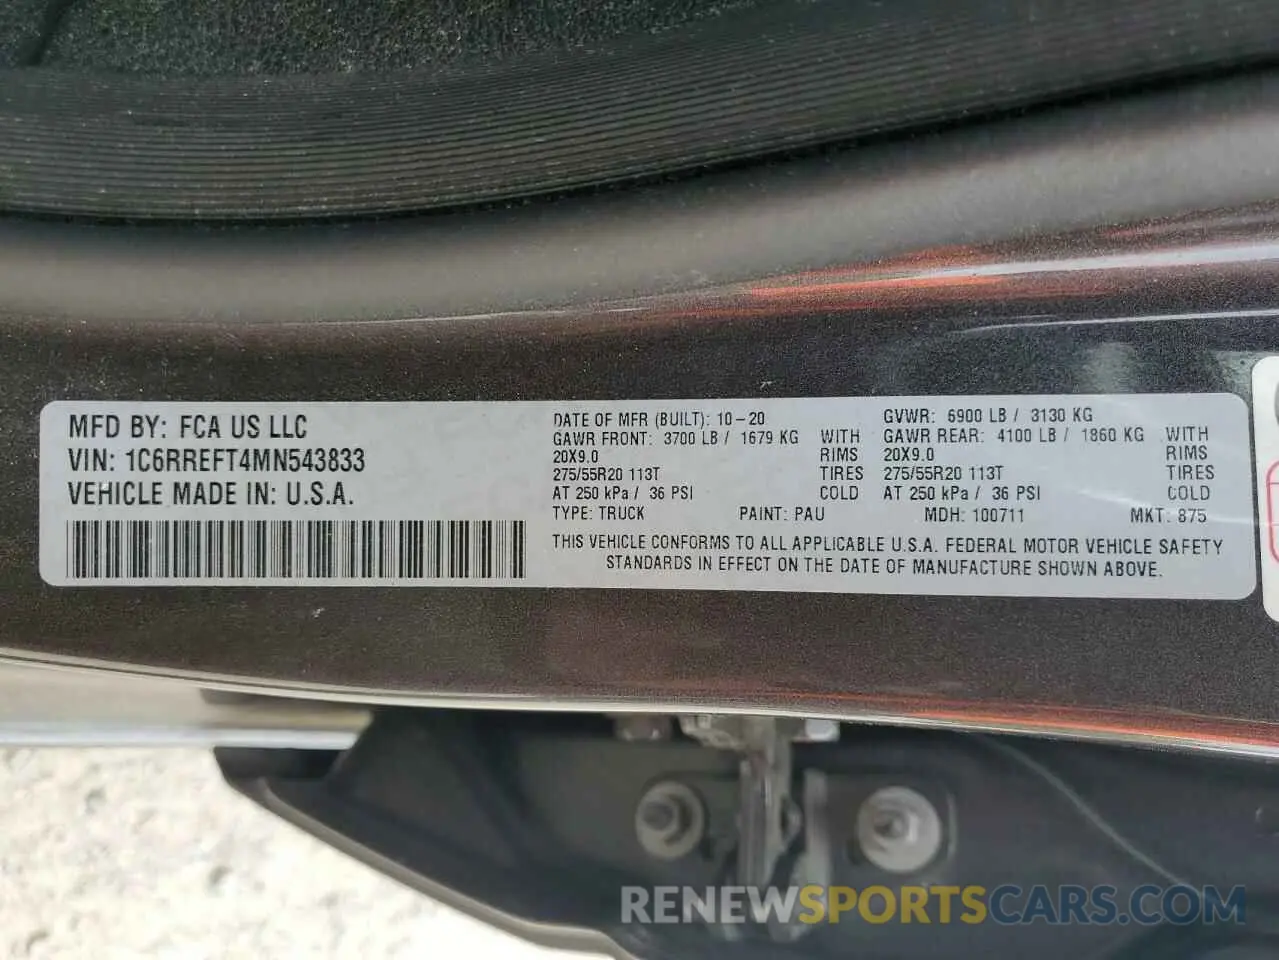 MFD BY: FCA US LLC
VIN: 1C6RREFT4MN543833
VEHICLE MADE IN: U.S.A.
DATE OF MFR (BUILT): 10-20
GAWR FRONT: 3700 LB / 1679 KG WITH
20X9.0 RIMS
275/55R20 113T TIRES
AT 250 kPa / 36 PSI COLD
GVWR: 6900 LB / 3130 KG
GAWR REAR: 4100 LB / 1860 KG WITH
20X9.0 RIMS
275/55R20 113T TIRES
AT 250 kPa / 36 PSI COLD
TYPE: TRUCK PAINT: PAU MDH: 100711 MKT: 875
THIS VEHICLE CONFORMS TO ALL APPLICABLE U.S.A. FEDERAL MOTOR VEHICLE SAFETY
STANDARDS IN EFFECT ON THE DATE OF MANUFACTURE SHOWN ABOVE.
RENEWSPORTSCARS.COM